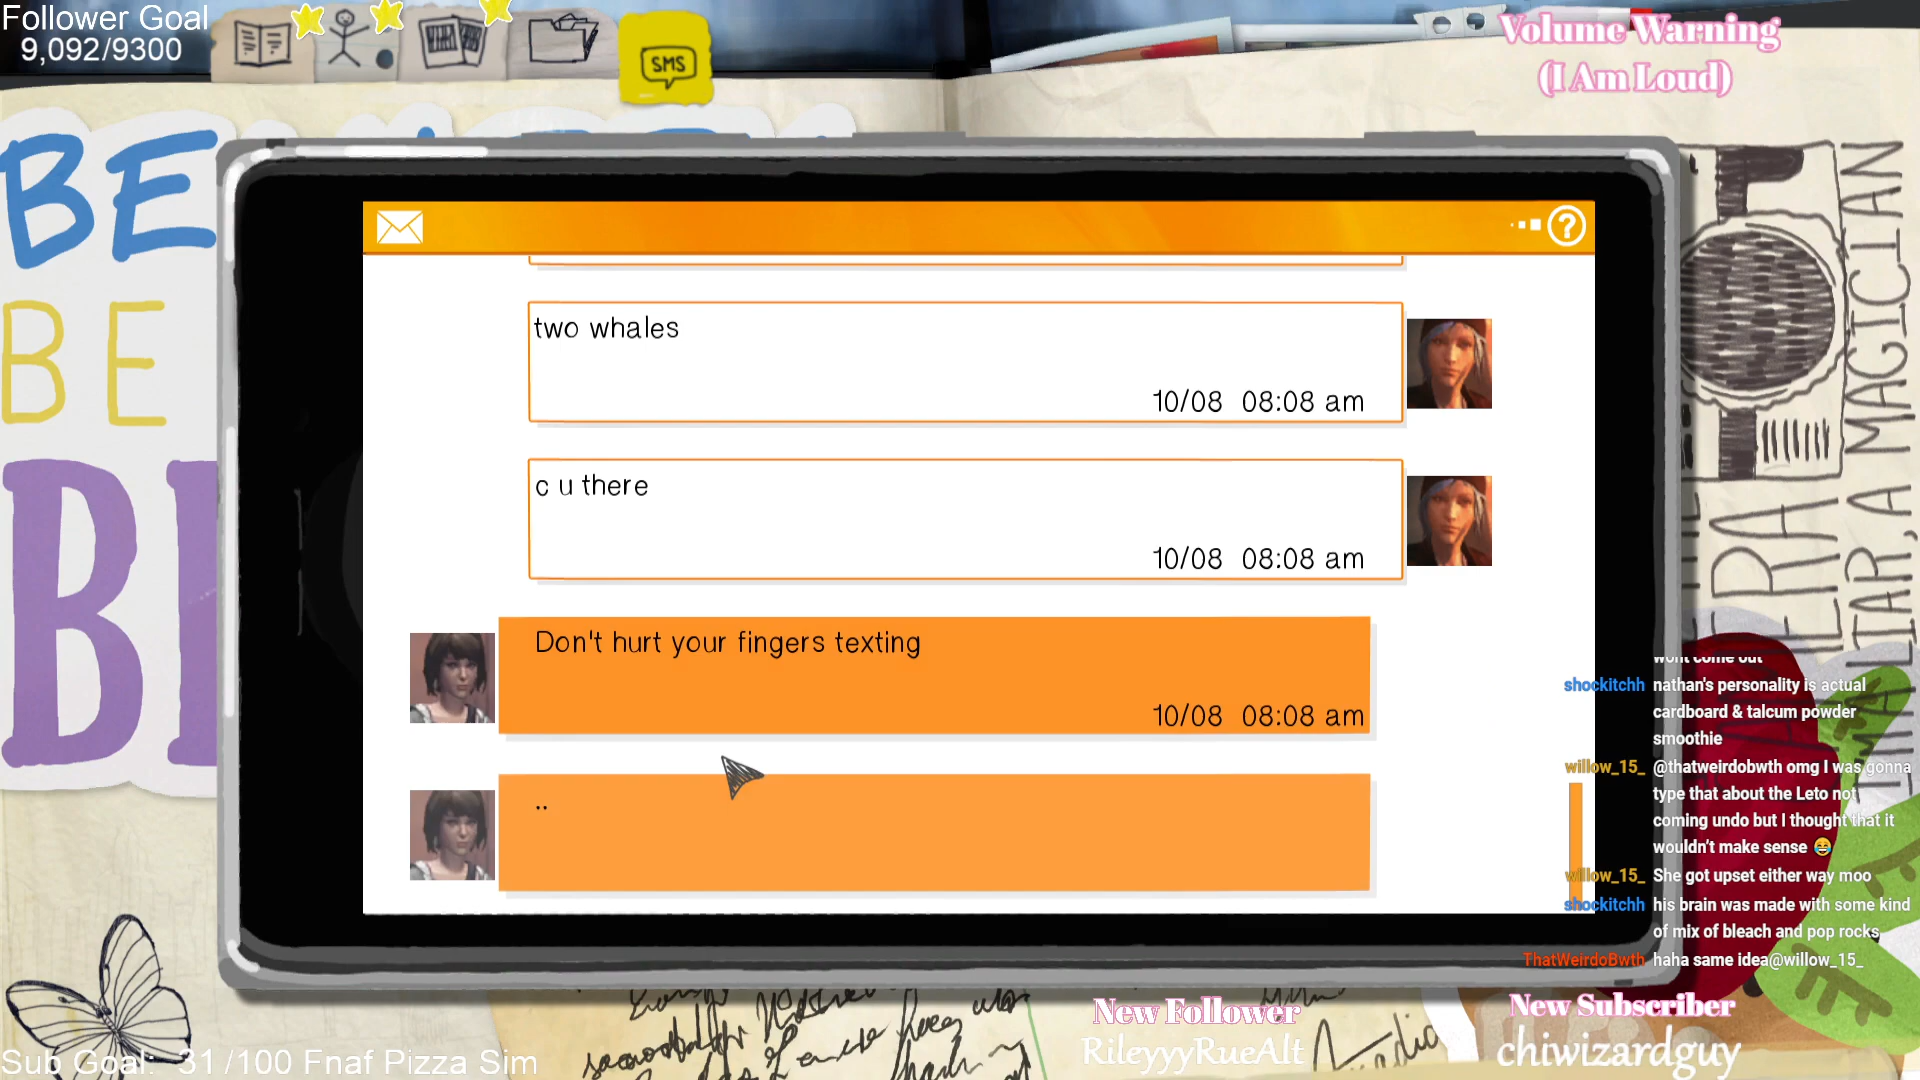 Follower Goal
9,092/9300
SMS
Volume Warning
(I Am Loud)
BE
BE
two whales
10/08 08:08 am
c u there
10/08 08:08 am
Don't hurt your fingers texting
10/08 08:08 am
..
A MAGICIAN
LIAR, A
wont come out
shockitchh nathan's personality is actual
cardboard & talcum powder
smoothie
willow_15_ @thatweirdobwth omg I was gonna
type that about the Leto not
coming undo but I thought that it
wouldn't make sense 😂
willow_15_ She got upset either way moo
shockitchh his brain was made with some kind
of mix of bleach and pop rocks
ThatWeirdoBwth haha same idea@willow_15_
New Follower
RileyyyRueAlt
New Subscriber
chiwizardguy
Sub Goal: 31/100 Fnaf Pizza Sim